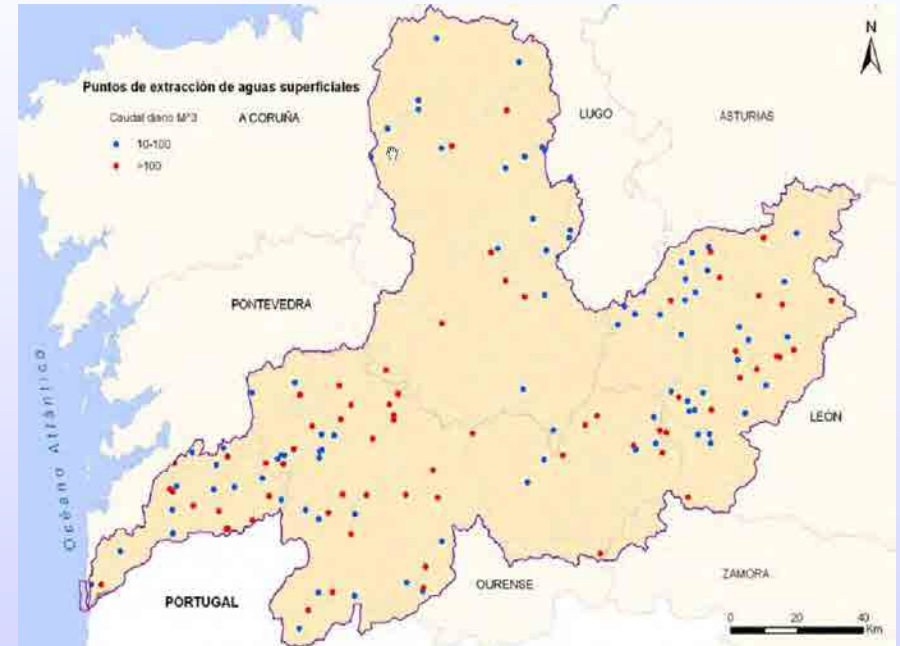 Puntos de extracción de aguas superficiales
Caudal diario M^3
10-100
>100
A CORUÑA
LUGO
ASTURIAS
N
PONTEVEDRA
Océano Atlántico
LEÓN
OURENSE
ZAMORA
PORTUGAL
0 20 40
Km